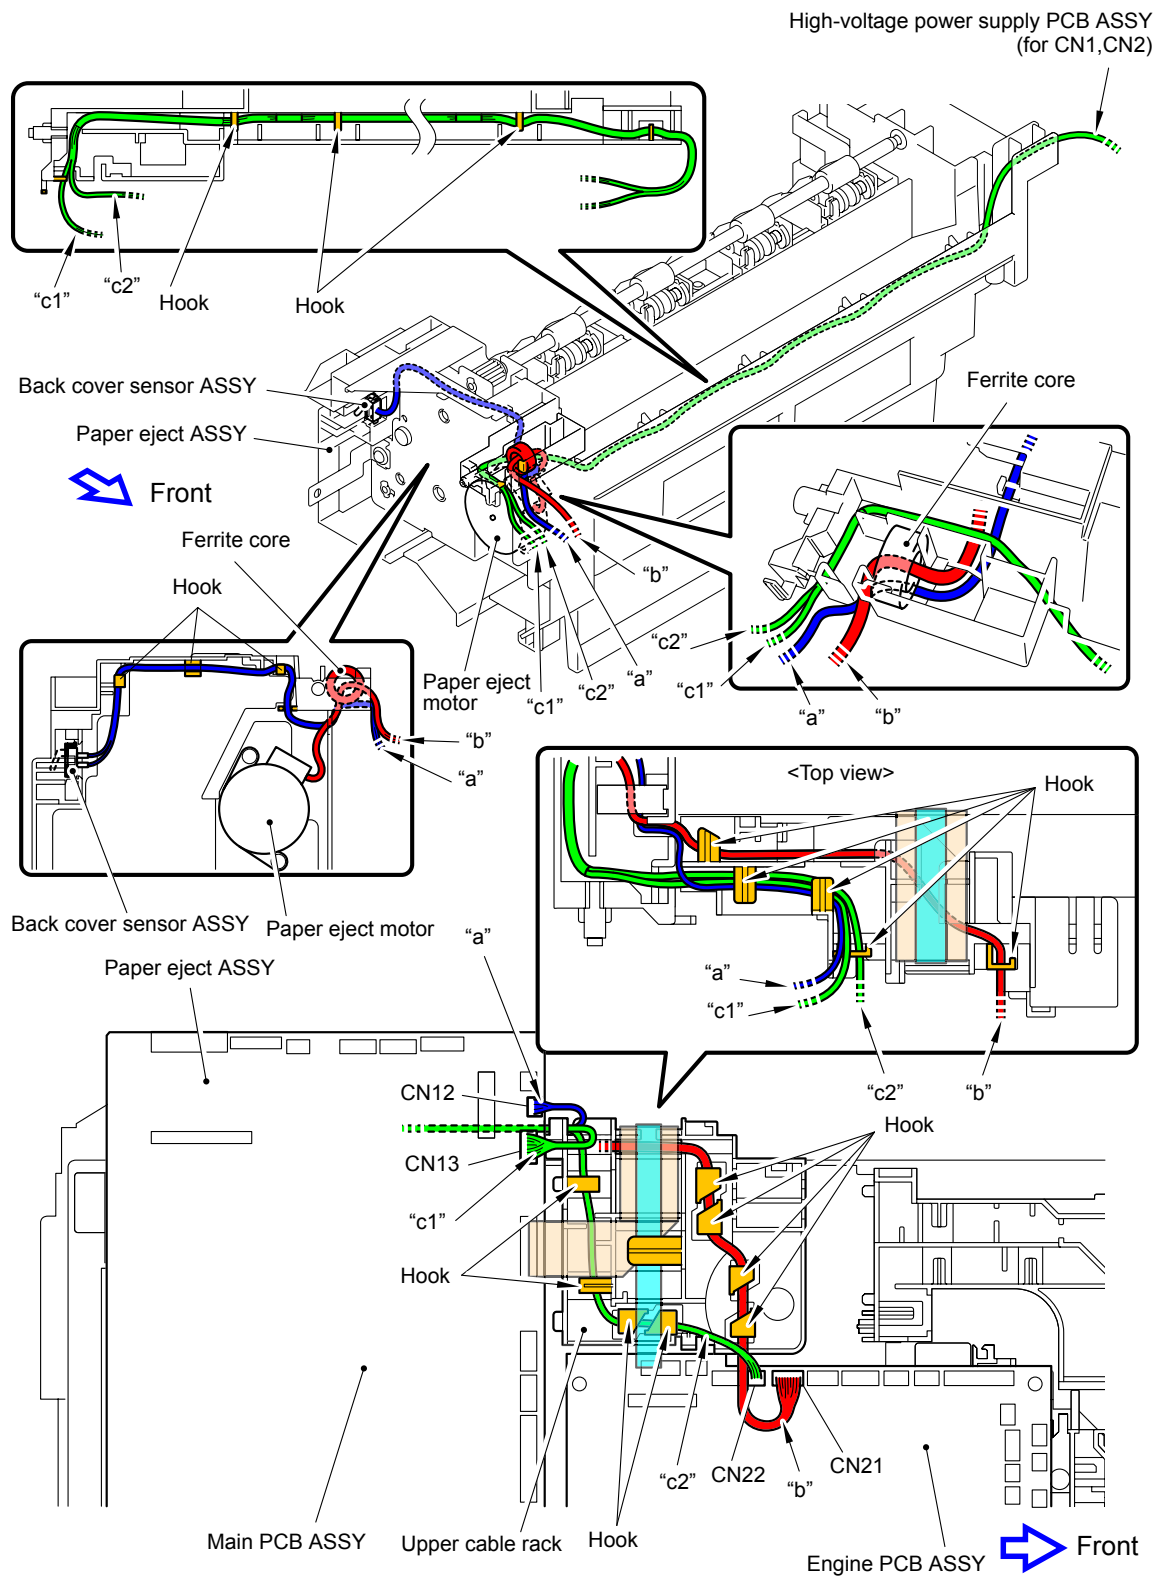 High-voltage power supply PCB ASSY
(for CN1,CN2)
“c1”
“c2”
Hook
Hook
Back cover sensor ASSY
Paper eject ASSY
Front
Ferrite core
Ferrite core
Hook
“b”
“a”
“c2”
“c1”
Paper eject
motor
“c2”
“c1”
“a”
“b”
“b”
“a”
Back cover sensor ASSY
Paper eject motor
<Top view>
Hook
“a”
“c1”
“c2”
“b”
“a”
Paper eject ASSY
CN12
CN13
“c1”
Hook
Hook
“c2”
CN22
“b”
CN21
Main PCB ASSY
Upper cable rack
Hook
Engine PCB ASSY
Front